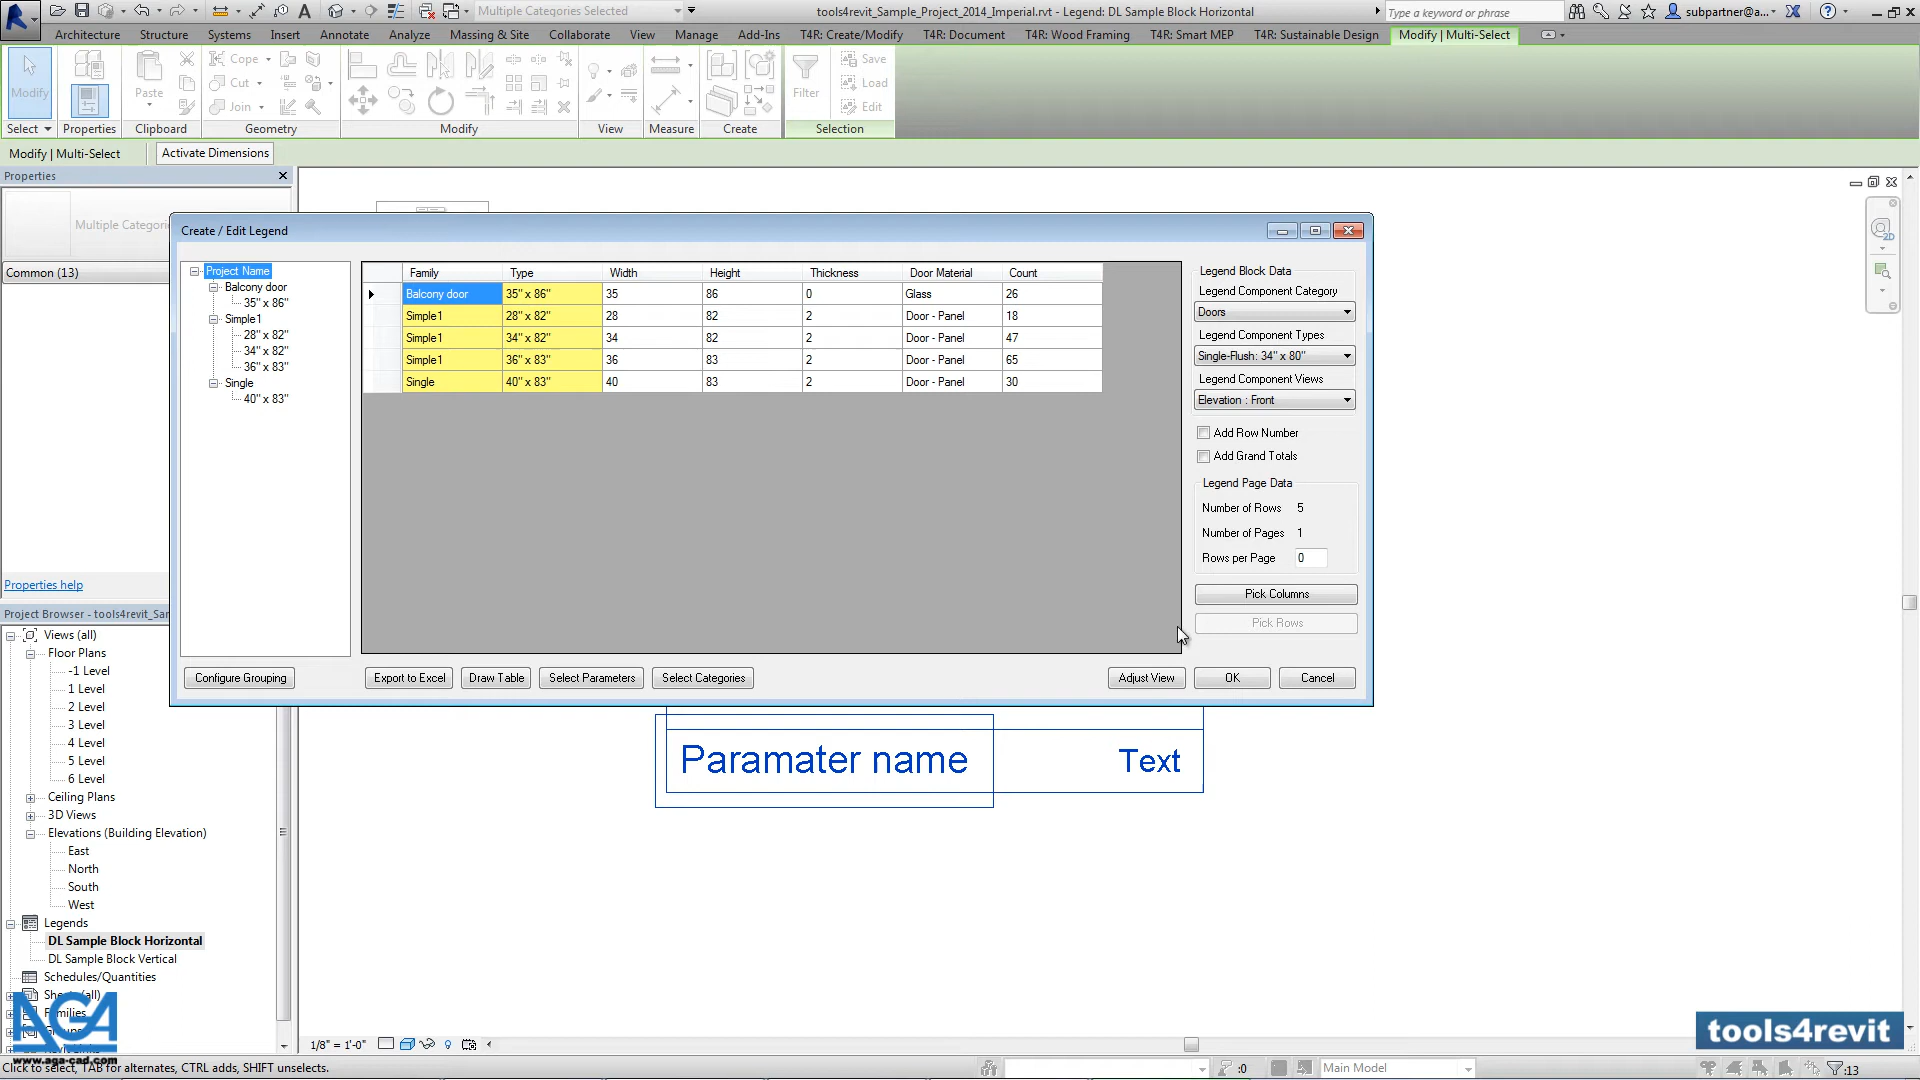 Multiple Categories Selected
tools4revit_Sample_Project_2014_Imperial.rvt - Legend: DL Sample Block Horizontal
Type a keyword or phrase
subpartner@a...
Architecture Structure Systems Insert Annotate Analyze Massing & Site Collaborate View Manage Add-Ins T4R: Create/Modify T4R: Document T4R: Wood Framing T4R: Smart MEP T4R: Sustainable Design Modify | Multi-Select
Cope
Save
Cut
Load
Modify
Paste
Filter
Join
Edit
Select Properties Clipboard Geometry Modify View Measure Create Selection
Modify | Multi-Select Activate Dimensions
Properties
Multiple Categori
Common (13)
Properties help
Create / Edit Legend
Project Name
Balcony door
35" x 86"
Simple1
28" x 82"
34" x 82"
36" x 83"
Single
40" x 83"
Family Type Width Height Thickness Door Material Count
Balcony door 35" x 86" 35 86 0 Glass 26
Simple1 28" x 82" 28 82 2 Door - Panel 18
Simple1 34" x 82" 34 82 2 Door - Panel 47
Simple1 36" x 83" 36 83 2 Door - Panel 65
Single 40" x 83" 40 83 2 Door - Panel 30
Legend Block Data
Legend Component Category
Doors
Legend Component Types
Single-Flush: 34" x 80"
Legend Component Views
Elevation : Front
Add Row Number
Add Grand Totals
Legend Page Data
Number of Rows 5
Number of Pages 1
Rows per Page 0
Pick Columns
Pick Rows
Configure Grouping Export to Excel Draw Table Select Parameters Select Categories Adjust View OK Cancel
Project Browser - tools4revit_Sar
Views (all)
Floor Plans
-1 Level
1 Level
2 Level
3 Level
4 Level
5 Level
6 Level
Ceiling Plans
3D Views
Elevations (Building Elevation)
East
North
South
West
Legends
DL Sample Block Horizontal
DL Sample Block Vertical
Schedules/Quantities
Sheets (all)
Families
Groups
Paramater name Text
2D
AGA
www.aga-cad.com
tools4revit
1/8" = 1'-0"
Click to select, TAB for alternates, CTRL adds, SHIFT unselects.
:0
Main Model
:13